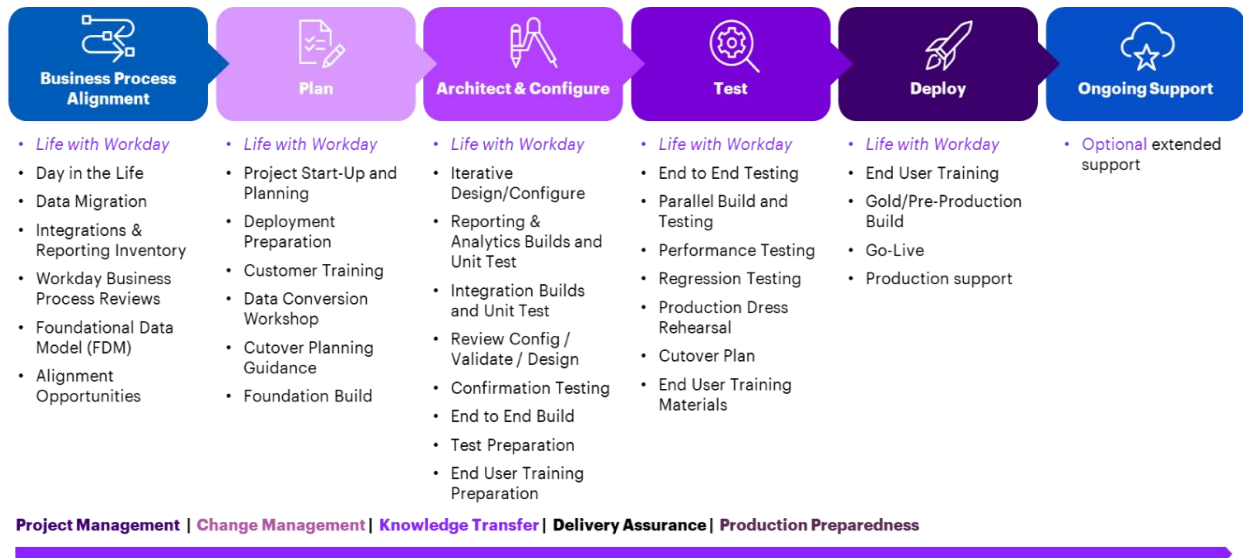 Business Process
Alignment
Plan
Architect & Configure
Test
Deploy
Ongoing Support
• Life with Workday
• Day in the Life
• Data Migration
• Integrations &
Reporting Inventory
• Workday Business
Process Reviews
• Foundational Data
Model (FDM)
• Alignment
Opportunities
• Life with Workday
• Project Start-Up and
Planning
• Deployment
Preparation
• Customer Training
• Data Conversion
Workshop
• Cutover Planning
Guidance
• Foundation Build
• Life with Workday
• Iterative
Design/Configure
• Reporting &
Analytics Builds and
Unit Test
• Integration Builds
and Unit Test
• Review Config /
Validate / Design
• Confirmation Testing
• End to End Build
• Test Preparation
• End User Training
Preparation
• Life with Workday
• End to End Testing
• Parallel Build and
Testing
• Performance Testing
• Regression Testing
• Production Dress
Rehearsal
• Cutover Plan
• End User Training
Materials
• Life with Workday
• End User Training
• Gold/Pre-Production
Build
• Go-Live
• Production support
• Optional extended
support
Project Management | Change Management | Knowledge Transfer | Delivery Assurance | Production Preparedness